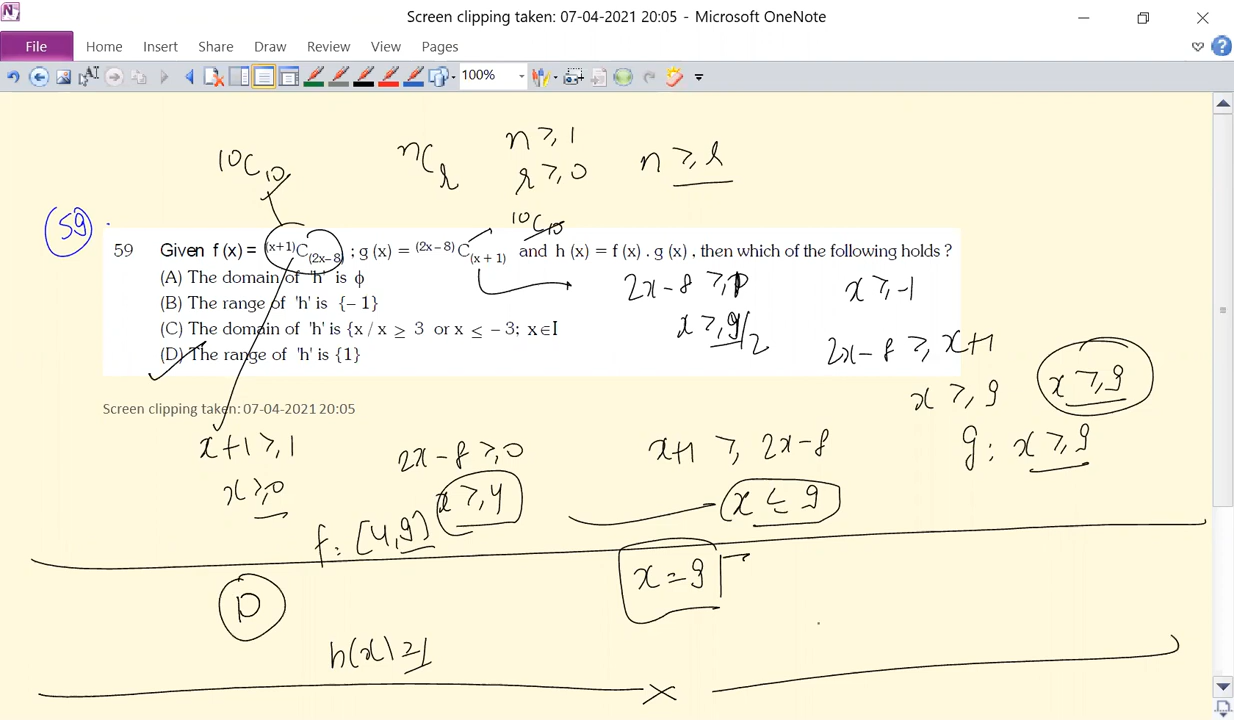 Screen clipping taken: 07-04-2021 20:05 - Microsoft OneNote
File Home Insert Share Draw Review View Pages
100%
¹⁰C₁₀ ⁿCᵣ n ≥ 1
r ≥ 0 n ≥ r
59 ¹⁰C₁₀
59 Given f (x) = ⁽ˣ⁺¹⁾C₍₂ₓ₋₈₎ ; g (x) = ⁽²ˣ⁻⁸⁾C₍ₓ₊₁₎ and h (x) = f (x) . g (x) , then which of the following holds ?
(A) The domain of 'h' is ϕ
(B) The range of 'h' is {– 1}
(C) The domain of 'h' is {x / x ≥ 3 or x ≤ – 3; x∈I
(D) The range of 'h' is {1}
2x-8 ≥ 1 x ≥ -1
x ≥ 9/2
2x-8 ≥ x+1
x ≥ 9 x ≥ 9
Screen clipping taken: 07-04-2021 20:05
x+1 ≥ 1 2x-8 ≥ 0 x+1 ≥ 2x-8 g: x ≥ 9
x ≥ 0 x ≥ 4 x ≤ 9
f: [4,9]
x = 9
D
h(x) = 1